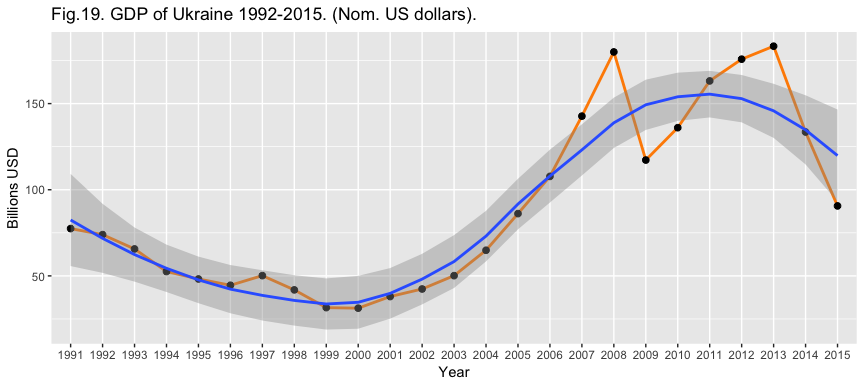 Fig.19. GDP of Ukraine 1992-2015. (Nom. US dollars).
Billions USD
150
100
50
1991 1992 1993 1994 1995 1996 1997 1998 1999 2000 2001 2002 2003 2004 2005 2006 2007 2008 2009 2010 2011 2012 2013 2014 2015
Year